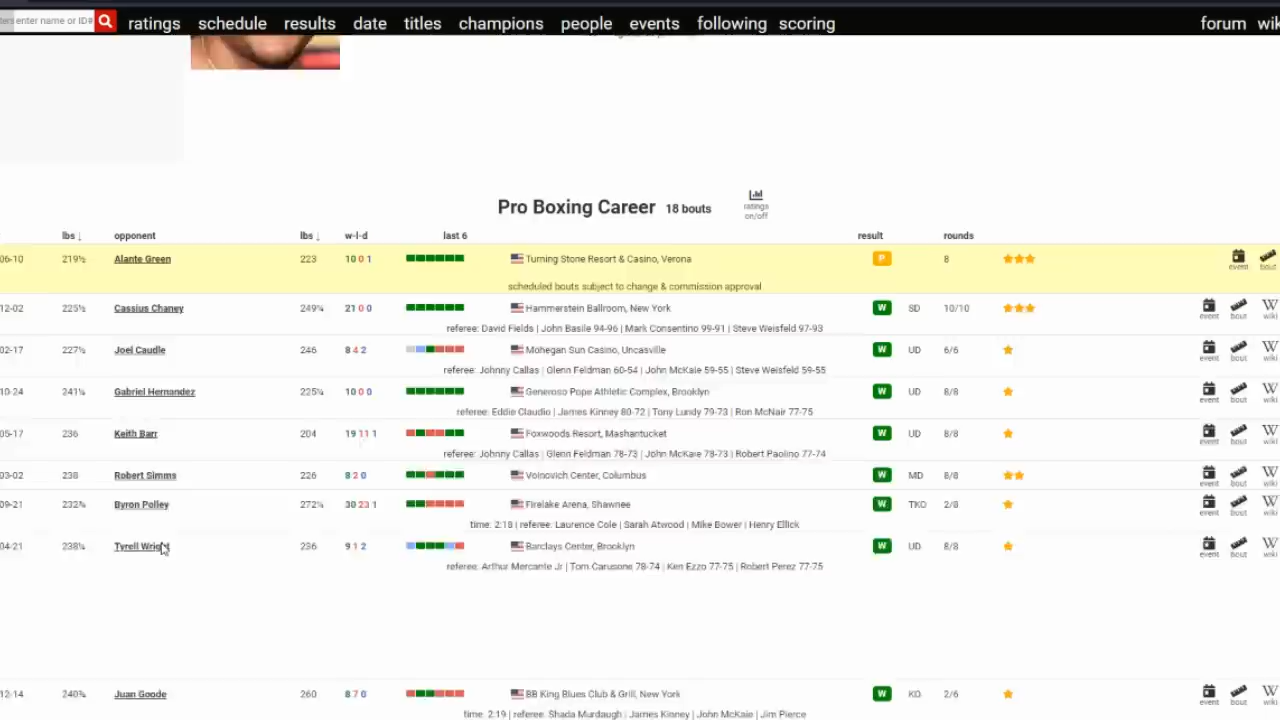 enter name or ID# ratings schedule results date titles champions people events following scoring forum wik
Pro Boxing Career 18 bouts ratings on/off
lbs ↓ opponent lbs ↓ w-l-d last 6 result rounds
06-10 219½ Alante Green 223 10 0 1 Turning Stone Resort & Casino, Verona P 8 event bout
scheduled bouts subject to change & commission approval
12-02 225½ Cassius Chaney 249¼ 21 0 0 Hammerstein Ballroom, New York W SD 10/10 event bout wiki
referee: David Fields | John Basile 94-96 | Mark Consentino 99-91 | Steve Weisfeld 97-93
02-17 227½ Joel Caudle 246 8 4 2 Mohegan Sun Casino, Uncasville W UD 6/6 event bout wiki
referee: Johnny Callas | Glenn Feldman 60-54 | John McKaie 59-55 | Steve Weisfeld 59-55
10-24 241¼ Gabriel Hernandez 225¼ 10 0 0 Generoso Pope Athletic Complex, Brooklyn W UD 8/8 event bout wiki
referee: Eddie Claudio | James Kinney 80-72 | Tony Lundy 79-73 | Ron McNair 77-75
05-17 236 Keith Barr 204 19 11 1 Foxwoods Resort, Mashantucket W UD 8/8 event bout wiki
referee: Johnny Callas | Glenn Feldman 78-73 | John McKaie 78-73 | Robert Paolino 77-74
03-02 238 Robert Simms 226 8 2 0 Voinovich Center, Columbus W MD 8/8 event bout wiki
09-21 232¼ Byron Polley 272¼ 30 23 1 Firelake Arena, Shawnee W TKO 2/8 event bout wiki
time: 2:18 | referee: Laurence Cole | Sarah Atwood | Mike Bower | Henry Ellick
04-21 238¼ Tyrell Wright 236 9 1 2 Barclays Center, Brooklyn W UD 8/8 event bout wiki
referee: Arthur Mercante Jr | Tom Carusone 78-74 | Ken Ezzo 77-75 | Robert Perez 77-75
12-14 240¾ Juan Goode 260 8 7 0 BB King Blues Club & Grill, New York W KO 2/6 event bout wiki
time: 2:19 | referee: Shada Murdaugh | James Kinney | John McKaie | Jim Pierce